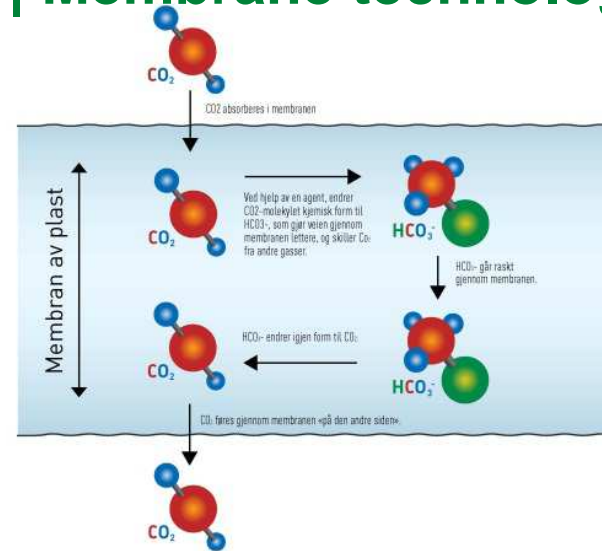 Membrane technolog
CO₂
CO2 absorberes i membranen
Membran av plast
CO₂
Ved hjelp av en agent, endrer
CO2-molekylet kjemisk form til
HCO3-, som gjør veien gjennom
membranen lettere, og skiller Co₂
fra andre gasser.
HCO₃⁻
HCO₃- går raskt
gjennom membranen.
HCO₃- endrer igjen form til CO₂
CO₂
HCO₃⁻
CO₂ føres gjennom membranen «på den andre siden».
CO₂